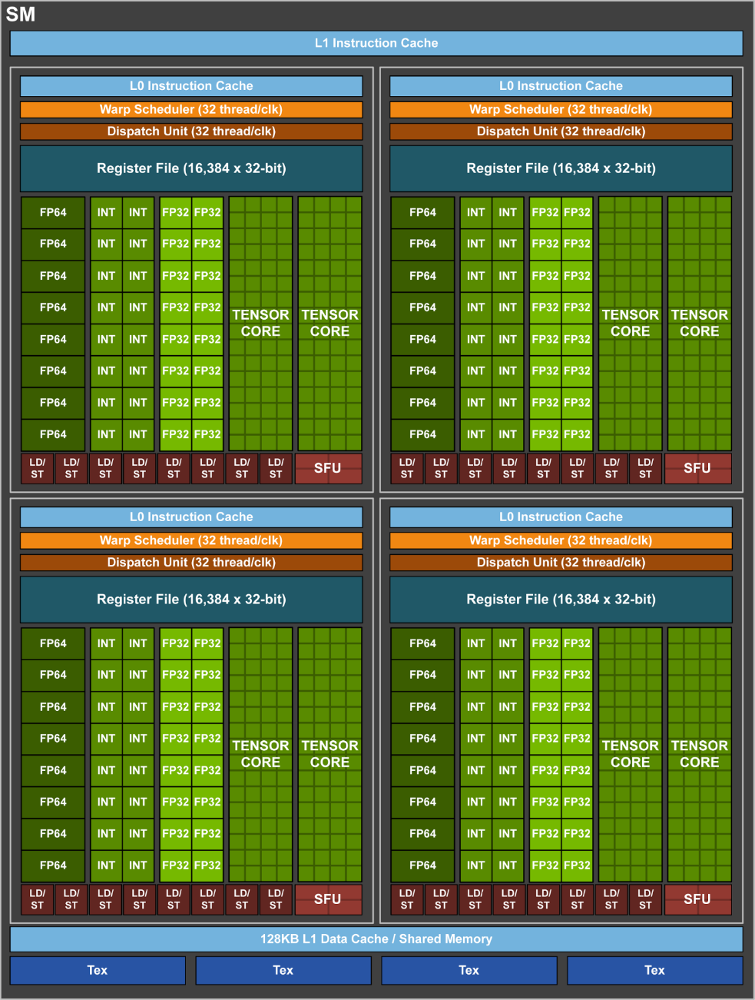 SM
L1 Instruction Cache
L0 Instruction Cache
Warp Scheduler (32 thread/clk)
Dispatch Unit (32 thread/clk)
Register File (16,384 x 32-bit)
FP64 INT INT FP32 FP32
FP64 INT INT FP32 FP32
FP64 INT INT FP32 FP32
FP64 INT INT FP32 FP32
TENSOR CORE TENSOR CORE
FP64 INT INT FP32 FP32
FP64 INT INT FP32 FP32
FP64 INT INT FP32 FP32
FP64 INT INT FP32 FP32
LD/ST LD/ST LD/ST LD/ST LD/ST LD/ST LD/ST LD/ST SFU
L0 Instruction Cache
Warp Scheduler (32 thread/clk)
Dispatch Unit (32 thread/clk)
Register File (16,384 x 32-bit)
FP64 INT INT FP32 FP32
FP64 INT INT FP32 FP32
FP64 INT INT FP32 FP32
FP64 INT INT FP32 FP32
TENSOR CORE TENSOR CORE
FP64 INT INT FP32 FP32
FP64 INT INT FP32 FP32
FP64 INT INT FP32 FP32
FP64 INT INT FP32 FP32
LD/ST LD/ST LD/ST LD/ST LD/ST LD/ST LD/ST LD/ST SFU
L0 Instruction Cache
Warp Scheduler (32 thread/clk)
Dispatch Unit (32 thread/clk)
Register File (16,384 x 32-bit)
FP64 INT INT FP32 FP32
FP64 INT INT FP32 FP32
FP64 INT INT FP32 FP32
FP64 INT INT FP32 FP32
TENSOR CORE TENSOR CORE
FP64 INT INT FP32 FP32
FP64 INT INT FP32 FP32
FP64 INT INT FP32 FP32
FP64 INT INT FP32 FP32
LD/ST LD/ST LD/ST LD/ST LD/ST LD/ST LD/ST LD/ST SFU
L0 Instruction Cache
Warp Scheduler (32 thread/clk)
Dispatch Unit (32 thread/clk)
Register File (16,384 x 32-bit)
FP64 INT INT FP32 FP32
FP64 INT INT FP32 FP32
FP64 INT INT FP32 FP32
FP64 INT INT FP32 FP32
TENSOR CORE TENSOR CORE
FP64 INT INT FP32 FP32
FP64 INT INT FP32 FP32
FP64 INT INT FP32 FP32
FP64 INT INT FP32 FP32
LD/ST LD/ST LD/ST LD/ST LD/ST LD/ST LD/ST LD/ST SFU
128KB L1 Data Cache / Shared Memory
Tex Tex Tex Tex